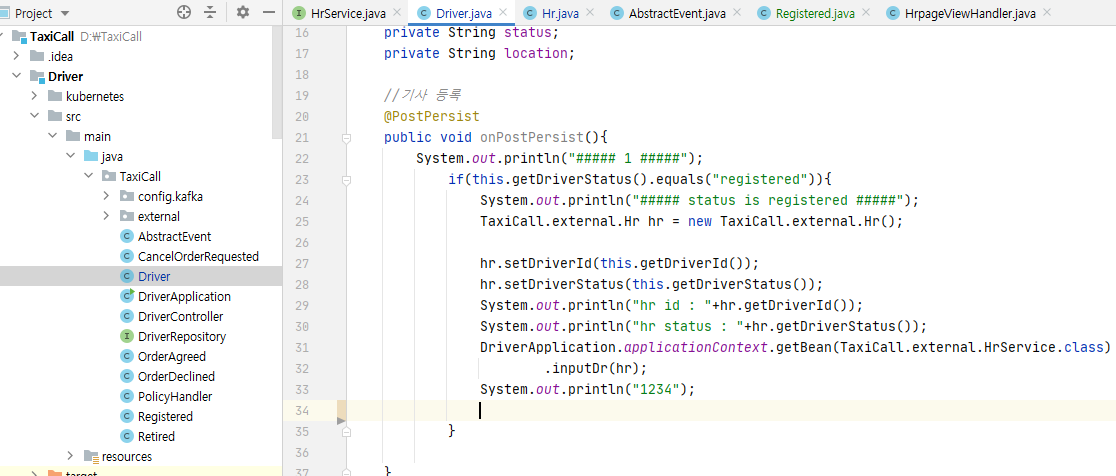 Project
HrService.java
Driver.java
Hr.java
AbstractEvent.java
Registered.java
HrpageViewHandler.java
TaxiCall D:\TaxiCall
.idea
Driver
kubernetes
src
main
java
TaxiCall
config.kafka
external
AbstractEvent
CancelOrderRequested
Driver
DriverApplication
DriverController
DriverRepository
OrderAgreed
OrderDeclined
PolicyHandler
Registered
Retired
resources
target
16 private String status;
17 private String location;
18
19 //기사 등록
20 @PostPersist
21 public void onPostPersist(){
22 System.out.println("##### 1 #####");
23 if(this.getDriverStatus().equals("registered")){
24 System.out.println("##### status is registered #####");
25 TaxiCall.external.Hr hr = new TaxiCall.external.Hr();
26
27 hr.setDriverId(this.getDriverId());
28 hr.setDriverStatus(this.getDriverStatus());
29 System.out.println("hr id : "+hr.getDriverId());
30 System.out.println("hr status : "+hr.getDriverStatus());
31 DriverApplication.applicationContext.getBean(TaxiCall.external.HrService.class)
32 .inputDr(hr);
33 System.out.println("1234");
34
35 }
36
37 }